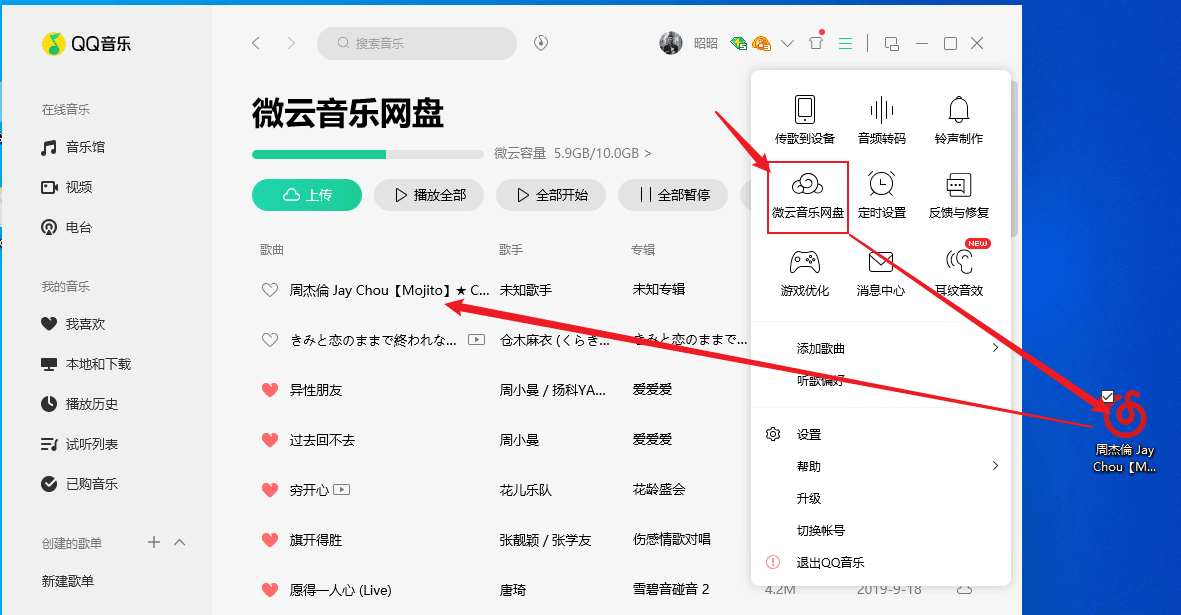 QQ音乐
搜索音乐
昭昭
在线音乐
音乐馆
视频
电台
我的音乐
我喜欢
本地和下载
播放历史
试听列表
已购音乐
创建的歌单
新建歌单
微云音乐网盘
微云容量 5.9GB/10.0GB >
上传
播放全部
全部开始
全部暂停
歌曲 歌手 专辑
周杰倫 Jay Chou【Mojito】★ C... 未知歌手 未知专辑
きみと恋のままで終われな... 仓木麻衣 (くらき... きみと恋のままで...
异性朋友 周小曼 / 扬科YA... 爱爱爱
过去回不去 周小曼 爱爱爱
穷开心 花儿乐队 花龄盛会
旗开得胜 张靓颖 / 张学友 伤感情歌对唱
愿得一人心 (Live) 唐琦 雪碧音碰音 2 4.2M 2019-9-18
传歌到设备
音频转码
铃声制作
微云音乐网盘
定时设置
反馈与修复
NEW
游戏优化
消息中心
耳纹音效
添加歌曲
听歌偏好
设置
帮助
升级
切换帐号
退出QQ音乐
周杰倫 Jay
Chou【M...